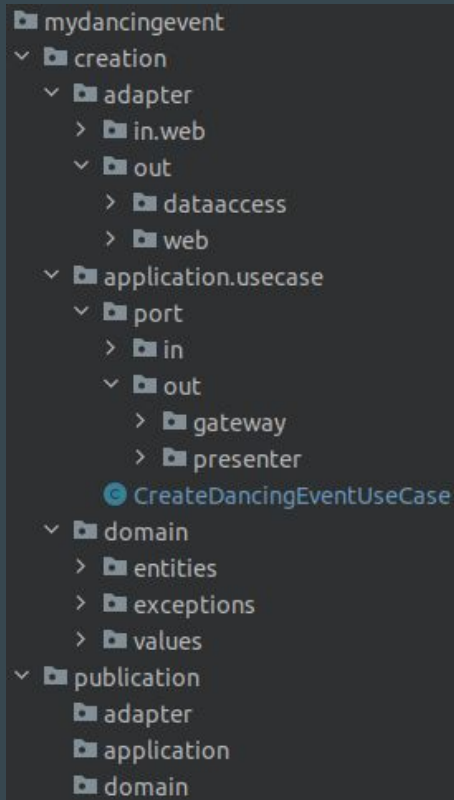 mydancingevent
creation
adapter
in.web
out
dataaccess
web
application.usecase
port
in
out
gateway
presenter
C CreateDancingEventUseCase
domain
entities
exceptions
values
publication
adapter
application
domain